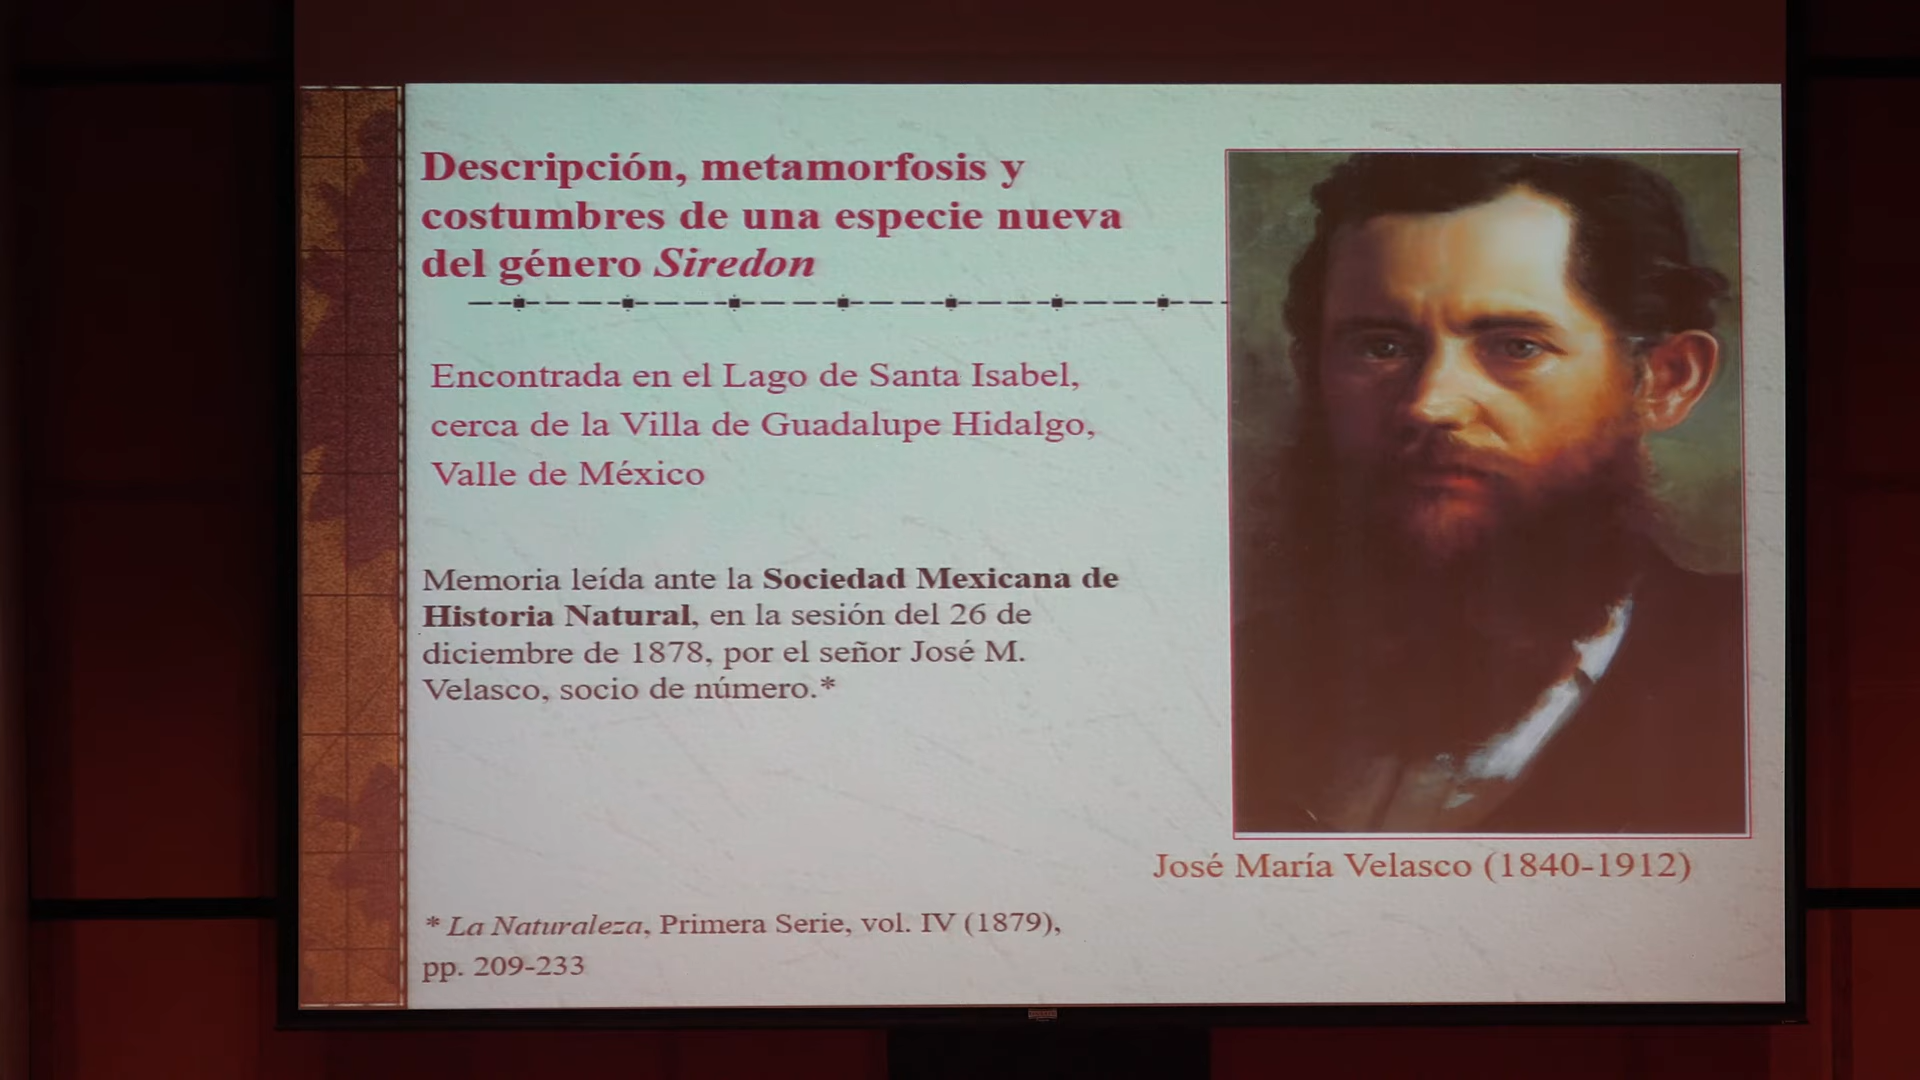 Descripción, metamorfosis y
costumbres de una especie nueva
del género Siredon
Encontrada en el Lago de Santa Isabel,
cerca de la Villa de Guadalupe Hidalgo,
Valle de México
Memoria leída ante la Sociedad Mexicana de
Historia Natural, en la sesión del 26 de
diciembre de 1878, por el señor José M.
Velasco, socio de número.*
José María Velasco (1840-1912)
* La Naturaleza, Primera Serie, vol. IV (1879),
pp. 209-233